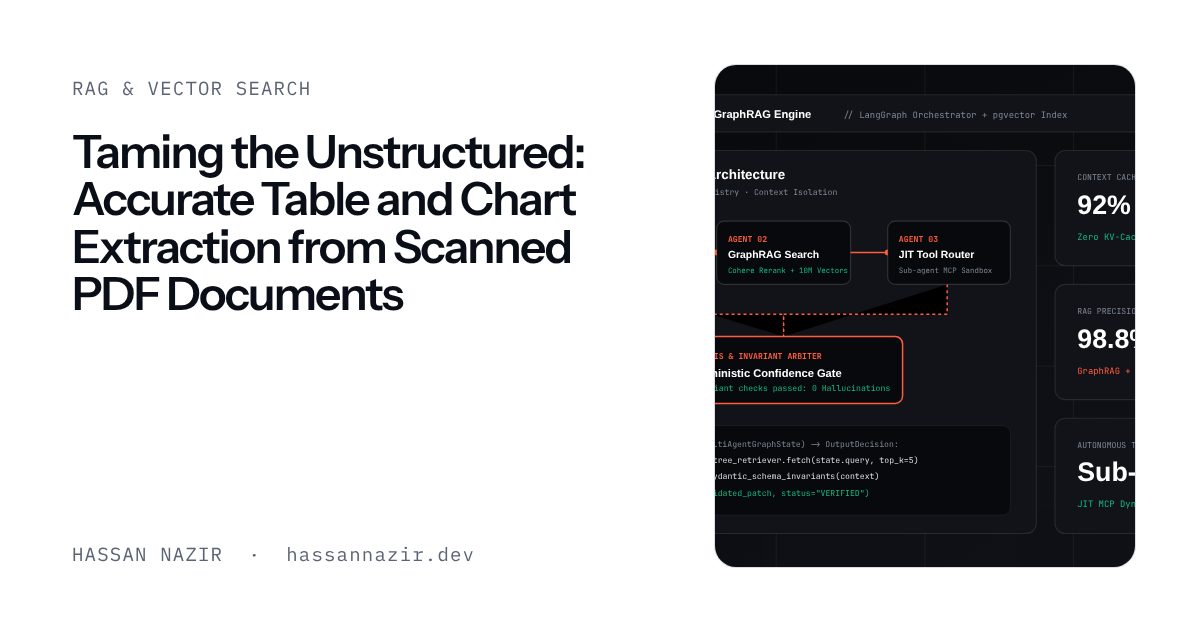 RAG & VECTOR SEARCH
Taming the Unstructured:
Accurate Table and Chart
Extraction from Scanned
PDF Documents
HASSAN NAZIR · hassannazir.dev
GraphRAG Engine // LangGraph Orchestrator + pgvector Index
rchitecture
istry · Context Isolation
AGENT 02
GraphRAG Search
Cohere Rerank + 10M Vectors
AGENT 03
JIT Tool Router
Sub-agent MCP Sandbox
IS & INVARIANT ARBITER
ministic Confidence Gate
iant checks passed: 0 Hallucinations
ltiAgentGraphState) → OutputDecision:
tree_retriever.fetch(state.query, top_k=5)
ydantic_schema_invariants(context)
idated_patch, status="VERIFIED")
CONTEXT CACH
92%
Zero KV-Cac
RAG PRECISIO
98.8%
GraphRAG +
AUTONOMOUS T
Sub-
JIT MCP Dyn